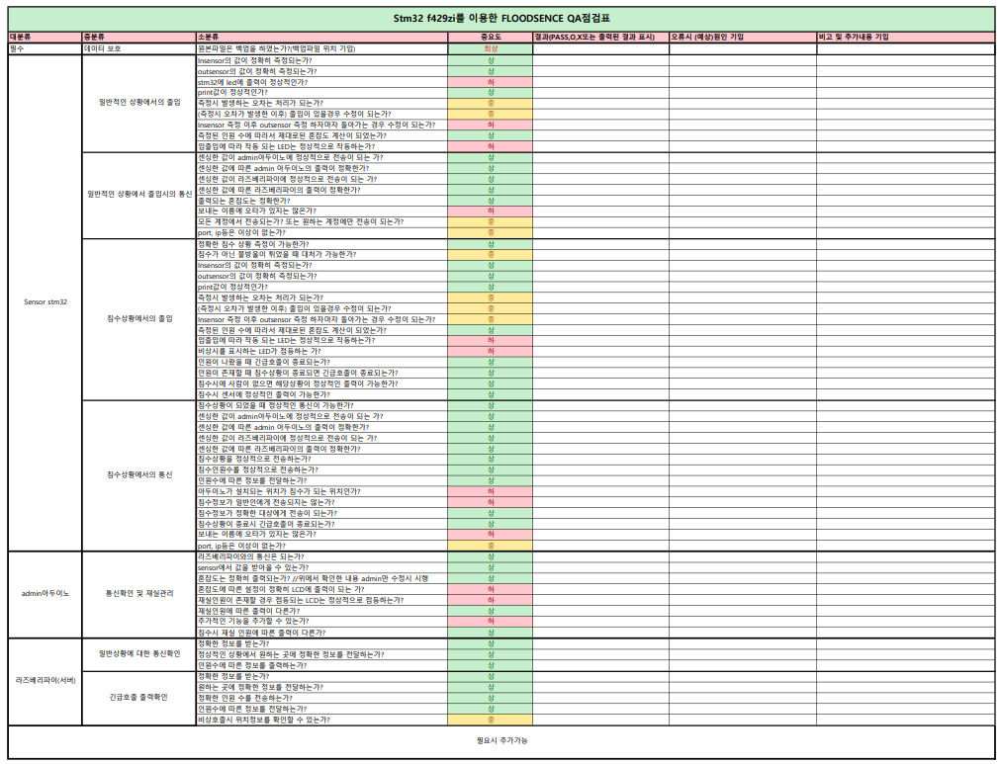 Stm32 f429zi를 이용한 FLOODSENCE QA점검표
대분류 중분류 소분류 중요도 결과(PASS,O,X또는 출력된 결과 표시) 오류시 (예상)원인 기입 비고 및 추가내용 기입
필수 데이터 보호 원본파일은 백업을 하였는가?(백업파일 위치 기입) 최상
Sensor stm32
일반적인 상황에서의 출입
Insensor의 값이 정확히 측정되는가? 상
outsensor의 값이 정확히 측정되는가? 상
stm32에 led에 출력이 정상적인가? 하
print값이 정상적인가? 상
측정시 발생하는 오차는 처리가 되는가? 중
(측정시 오차가 발생한 이후) 출입이 있을경우 수정이 되는가? 중
Insensor 측정 이후 outsensor 측정 하자마자 돌아가는 경우 수정이 되는가? 하
측정된 인원 수에 따라서 제대로된 혼잡도 계산이 되었는가? 상
입출입에 따라 작동 되는 LED는 정상적으로 작동하는가? 하
일반적인 상황에서 출입시의 통신
센싱한 값이 admin아두이노에 정상적으로 전송이 되는 가? 상
센싱한 값에 따른 admin 아두이노의 출력이 정확한가? 상
센싱한 값이 라즈베리파이에 정상적으로 전송이 되는 가? 상
센싱한 값에 따른 라즈베리파이의 출력이 정확한가? 상
출력되는 혼잡도는 정확한가? 상
보내는 이름에 오타가 있지는 않은가? 하
모든 계정에서 전송되는가? 또는 원하는 계정에만 전송이 되는가? 중
port, ip등은 이상이 없는가? 중
침수상황에서의 출입
정확한 침수 상황 측정이 가능한가? 상
침수가 아닌 물방울이 튀었을 때 대처가 가능한가? 중
Insensor의 값이 정확히 측정되는가? 상
outsensor의 값이 정확히 측정되는가? 상
print값이 정상적인가? 상
측정시 발생하는 오차는 처리가 되는가? 중
(측정시 오차가 발생한 이후) 출입이 있을경우 수정이 되는가? 중
Insensor 측정 이후 outsensor 측정 하자마자 돌아가는 경우 수정이 되는가? 중
측정된 인원 수에 따라서 제대로된 혼잡도 계산이 되었는가? 상
입출입에 따라 작동 되는 LED는 정상적으로 작동하는가? 하
비상시를 표시하는 LED가 점등하는 가? 하
인원이 나왔을 때 긴급호출이 종료되는가? 상
인원이 존재할 때 침수상황이 종료되면 긴급호출이 종료되는가? 상
침수시에 사람이 없으면 해당상황이 정상적인 출력이 가능한가? 상
침수시 센서에 정상적인 출력이 가능한가? 상
침수상황에서의 통신
침수상황이 되었을 때 정상적인 통신이 가능한가? 상
센싱한 값이 admin아두이노에 정상적으로 전송이 되는 가? 상
센싱한 값에 따른 admin 아두이노의 출력이 정확한가? 상
센싱한 값이 라즈베리파이에 정상적으로 전송이 되는 가? 상
센싱한 값에 따른 라즈베리파이의 출력이 정확한가? 상
침수상황을 정상적으로 전송하는가? 상
침수인원수를 정상적으로 전송하는가? 상
인원수에 따른 정보를 전달하는가? 상
아두이노가 설치되는 위치가 침수가 되는 위치인가? 하
침수정보가 일반인에게 전송되지는 않는가? 하
침수정보가 정확한 대상에게 전송이 되는가? 상
침수상황이 종료시 긴급호출이 종료되는가? 상
보내는 이름에 오타가 있지는 않은가? 하
port, ip등은 이상이 없는가? 중
admin아두이노
통신확인 및 재실관리
라즈베리파이와의 통신은 되는가? 상
sensor에서 값을 받아올 수 있는가? 상
혼잡도는 정확히 출력되는가? //위에서 확인한 내용 admin만 수정시 시행 상
혼잡도에 따른 설정이 정확히 LCD에 출력이 되는 가? 하
재실인원이 존재할 경우 점등되는 LCD는 정상적으로 점등하는가? 하
재실인원에 따른 출력이 다른가? 상
추가적인 기능을 추가할 수 있는가? 하
침수시 재실 인원에 따른 출력이 다른가? 상
라즈베리파이(서버)
일반상황에 대한 통신확인
정확한 정보를 받는가? 상
정상적인 상황에서 원하는 곳에 정확한 정보를 전달하는가? 상
인원수에 따른 정보를 출력하는가? 상
긴급호출 출력확인
정확한 정보를 받는가? 상
원하는 곳에 정확한 정보를 전달하는가? 상
정확한 인원 수를 전송하는가? 상
인원수에 따른 정보를 전달하는가? 상
비상호출시 위치정보를 확인할 수 있는가? 중
필요시 추가가능